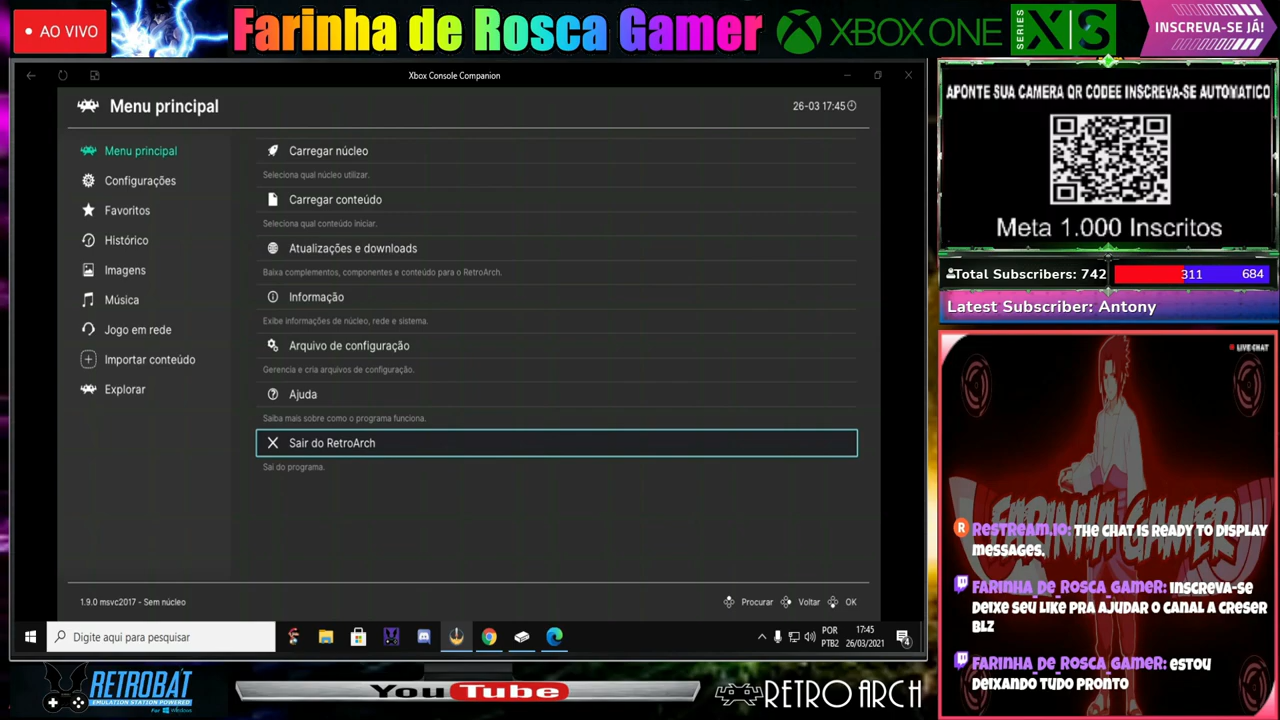 AO VIVO
Farinha de Rosca Gamer
XBOX ONE
SERIES X|S
INSCREVA-SE JÁ!
Xbox Console Companion
Menu principal
26-03 17:45
Menu principal
Configurações
Favoritos
Histórico
Imagens
Música
Jogo em rede
Importar conteúdo
Explorar
Carregar núcleo
Seleciona qual núcleo utilizar.
Carregar conteúdo
Seleciona qual conteúdo iniciar.
Atualizações e downloads
Baixa complementos, componentes e conteúdo para o RetroArch.
Informação
Exibe informações de núcleo, rede e sistema.
Arquivo de configuração
Gerencia e cria arquivos de configuração.
Ajuda
Saiba mais sobre como o programa funciona.
Sair do RetroArch
Sai do programa.
1.9.0 msvc2017 - Sem núcleo
Procurar
Voltar
OK
Digite aqui para pesquisar
POR
PTB2
17:45
26/03/2021
4
APONTE SUA CAMERA QR CODEE INSCREVA-SE AUTOMATICO
Meta 1.000 Inscritos
Total Subscribers: 742
311
684
Latest Subscriber: Antony
LIVE CHAT
FARINHA GAMER
Restream.io: The chat is ready to display
messages.
Farinha_de_Rosca_Gamer: Inscreva-se
deixe seu like pra ajudar o canal a creser
blz
Farinha_de_Rosca_Gamer: estou
deixando tudo pronto
RETROBAT
EMULATION STATION POWERED
For Windows
YouTube
RETRO ARCH